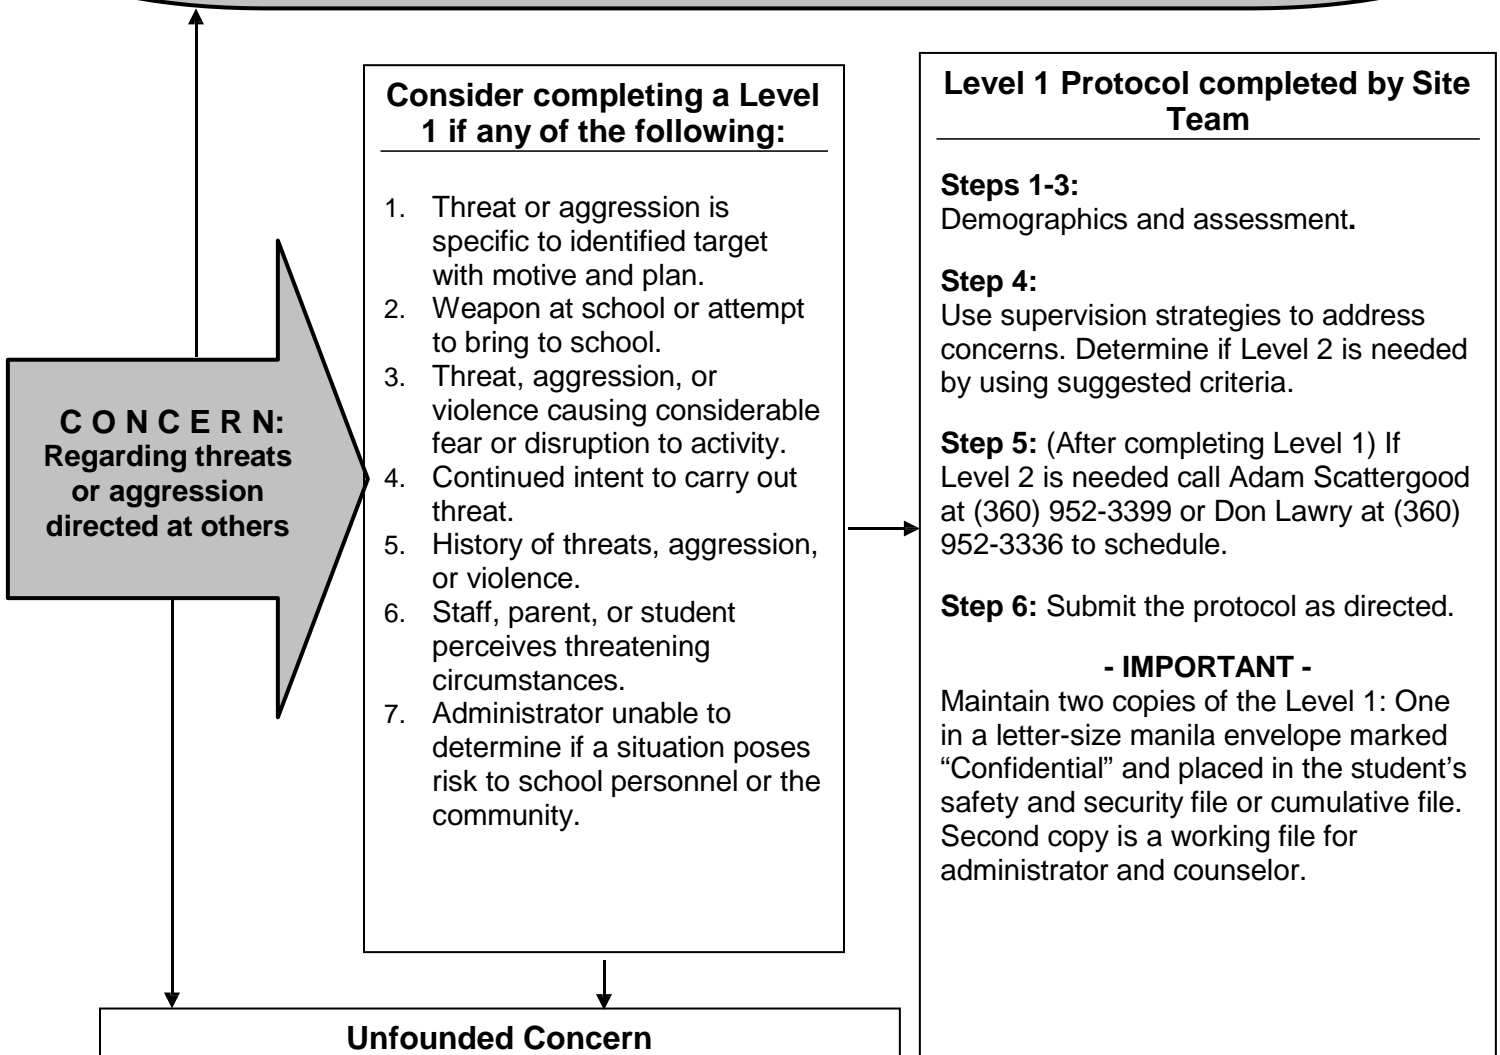 C O N C E R N:
Regarding threats
or aggression
directed at others
Consider completing a Level
1 if any of the following:
1. Threat or aggression is
specific to identified target
with motive and plan.
2. Weapon at school or attempt
to bring to school.
3. Threat, aggression, or
violence causing considerable
fear or disruption to activity.
4. Continued intent to carry out
threat.
5. History of threats, aggression,
or violence.
6. Staff, parent, or student
perceives threatening
circumstances.
7. Administrator unable to
determine if a situation poses
risk to school personnel or the
community.
Level 1 Protocol completed by Site
Team
Steps 1-3:
Demographics and assessment.
Step 4:
Use supervision strategies to address
concerns. Determine if Level 2 is needed
by using suggested criteria.
Step 5: (After completing Level 1) If
Level 2 is needed call Adam Scattergood
at (360) 952-3399 or Don Lawry at (360)
952-3336 to schedule.
Step 6: Submit the protocol as directed.
- IMPORTANT -
Maintain two copies of the Level 1: One
in a letter-size manila envelope marked
“Confidential” and placed in the student’s
safety and security file or cumulative file.
Second copy is a working file for
administrator and counselor.
Unfounded Concern